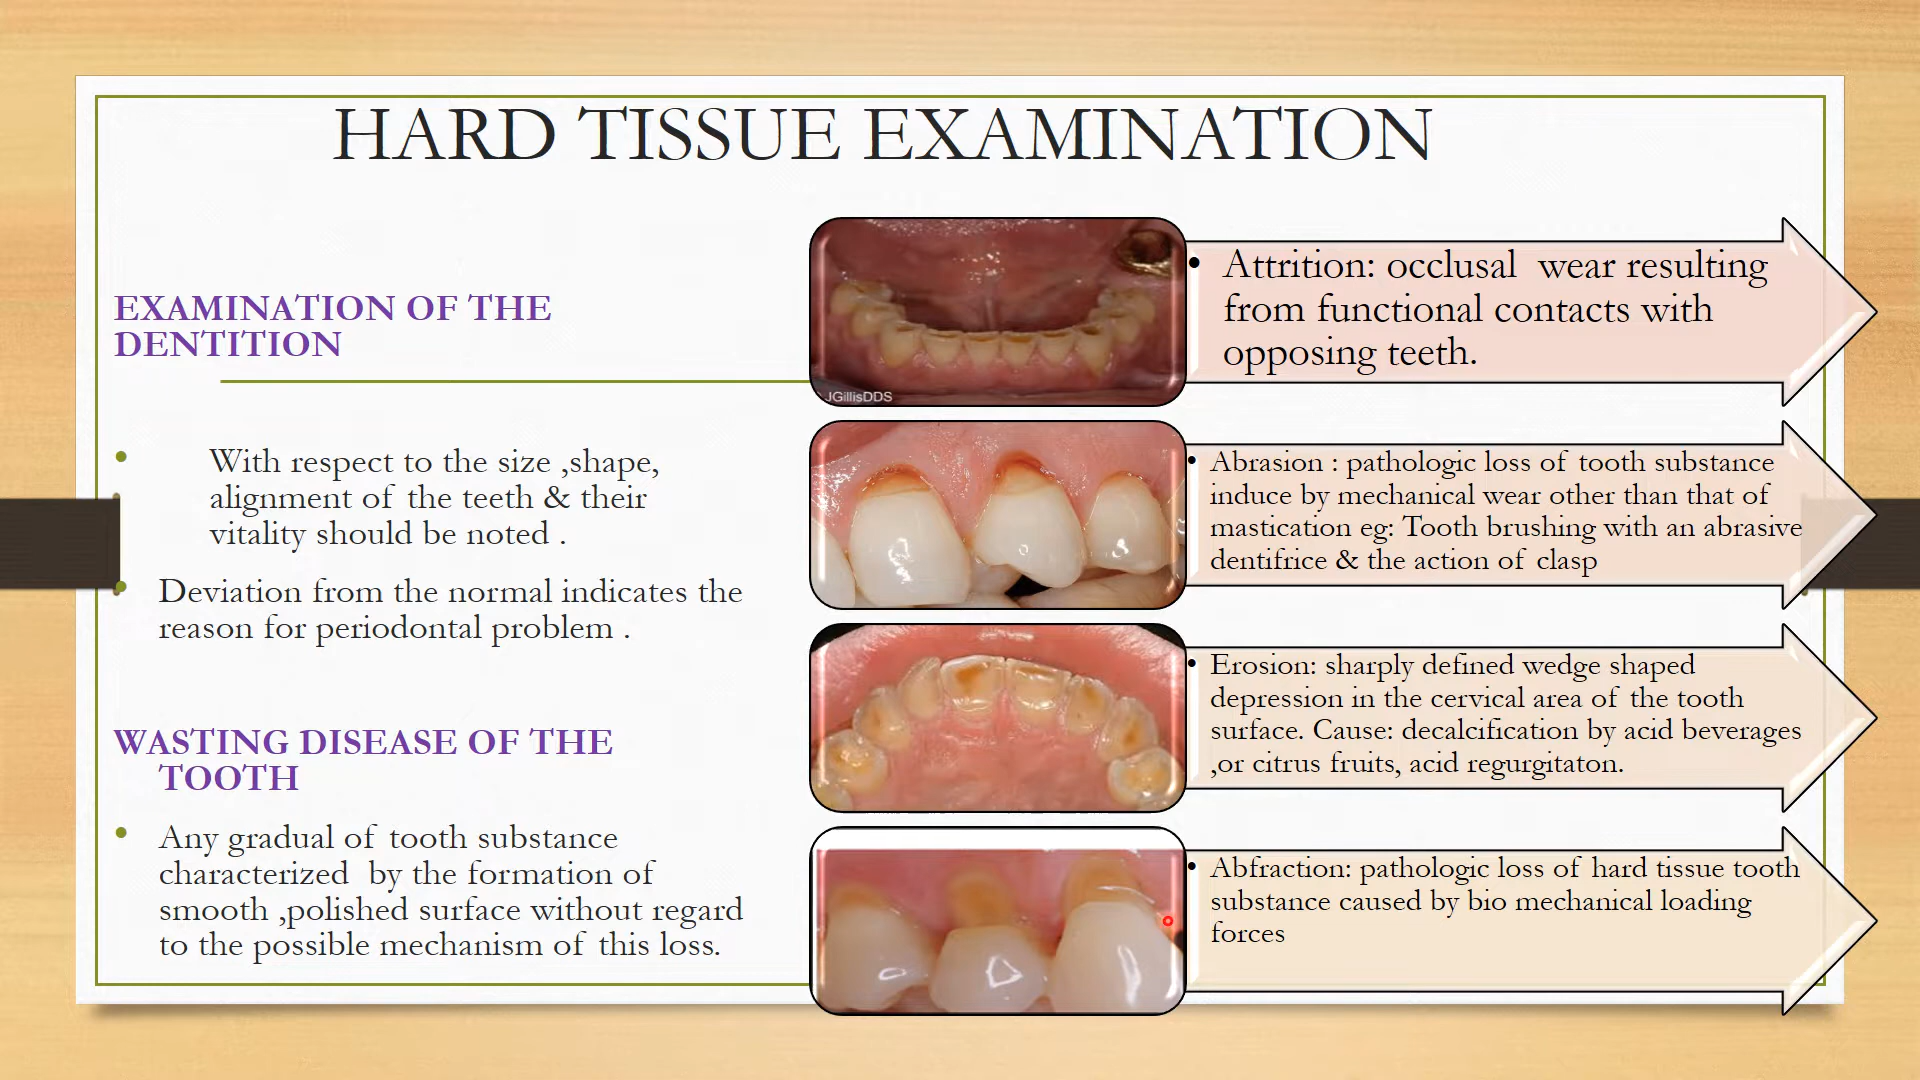 HARD TISSUE EXAMINATION
EXAMINATION OF THE
DENTITION
• With respect to the size ,shape,
alignment of the teeth & their
vitality should be noted .
• Deviation from the normal indicates the
reason for periodontal problem .
WASTING DISEASE OF THE
TOOTH
• Any gradual of tooth substance
characterized by the formation of
smooth ,polished surface without regard
to the possible mechanism of this loss.
JGillisDDS
• Attrition: occlusal wear resulting
from functional contacts with
opposing teeth.
• Abrasion : pathologic loss of tooth substance
induce by mechanical wear other than that of
mastication eg: Tooth brushing with an abrasive
dentifrice & the action of clasp
• Erosion: sharply defined wedge shaped
depression in the cervical area of the tooth
surface. Cause: decalcification by acid beverages
,or citrus fruits, acid regurgitaton.
• Abfraction: pathologic loss of hard tissue tooth
substance caused by bio mechanical loading
forces